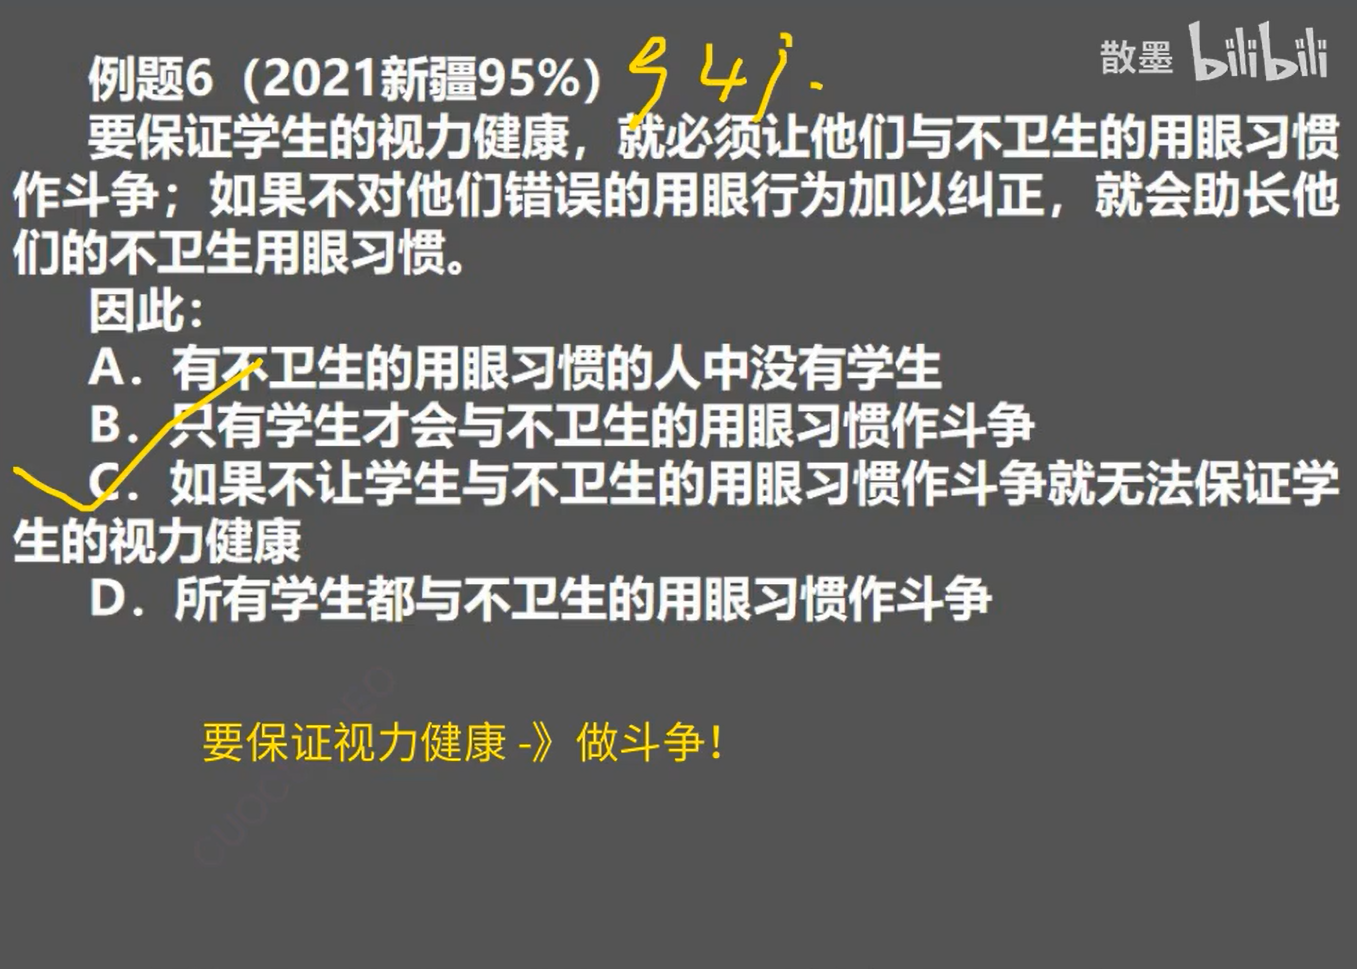 散墨 bilibili
例题6（2021新疆95%）
要保证学生的视力健康，就必须让他们与不卫生的用眼习惯
作斗争；如果不对他们错误的用眼行为加以纠正，就会助长他
们的不卫生用眼习惯。
因此：
A．有不卫生的用眼习惯的人中没有学生
B．只有学生才会与不卫生的用眼习惯作斗争
C．如果不让学生与不卫生的用眼习惯作斗争就无法保证学
生的视力健康
D．所有学生都与不卫生的用眼习惯作斗争
要保证视力健康 -》做斗争！